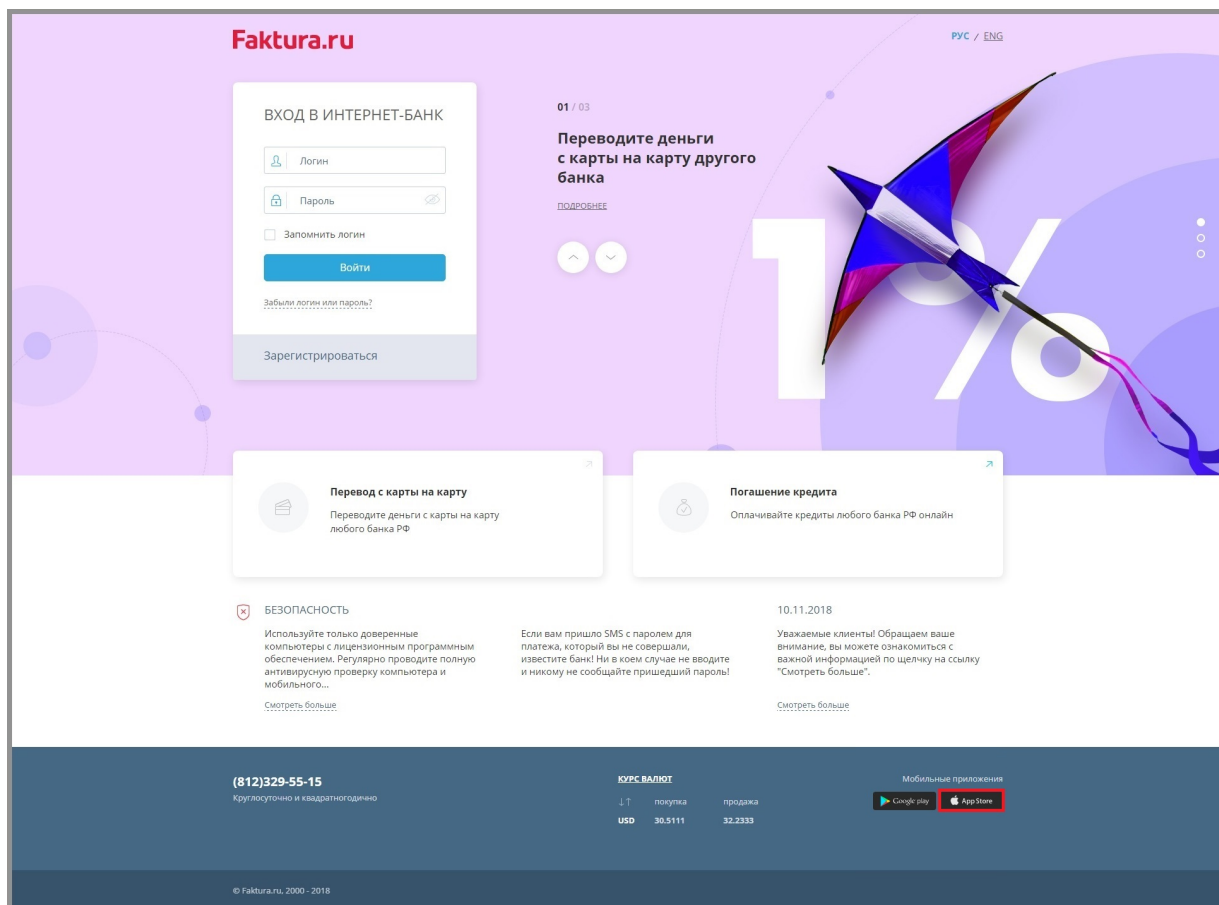 Faktura.ru
РУС / ENG
ВХОД В ИНТЕРНЕТ-БАНК
Логин
Пароль
Запомнить логин
Войти
Забыли логин или пароль?
Зарегистрироваться
01 / 03
Переводите деньги
с карты на карту другого
банка
ПОДРОБНЕЕ
1%
Перевод с карты на карту
Переводите деньги с карты на карту
любого банка РФ
Погашение кредита
Оплачивайте кредиты любого банка РФ онлайн
БЕЗОПАСНОСТЬ
Используйте только доверенные
компьютеры с лицензионным программным
обеспечением. Регулярно проводите полную
антивирусную проверку компьютера и
мобильного...
Смотреть больше
Если вам пришло SMS с паролем для
платежа, который вы не совершали,
известите банк! Ни в коем случае не вводите
и никому не сообщайте пришедший пароль!
10.11.2018
Уважаемые клиенты! Обращаем ваше
внимание, вы можете ознакомиться с
важной информацией по щелчку на ссылку
"Смотреть больше".
Смотреть больше
(812)329-55-15
Круглосуточно и квадратногодично
КУРС ВАЛЮТ
↓↑ покупка продажа
USD 30.5111 32.2333
Мобильные приложения
Google play
App Store
© Faktura.ru, 2000 - 2018